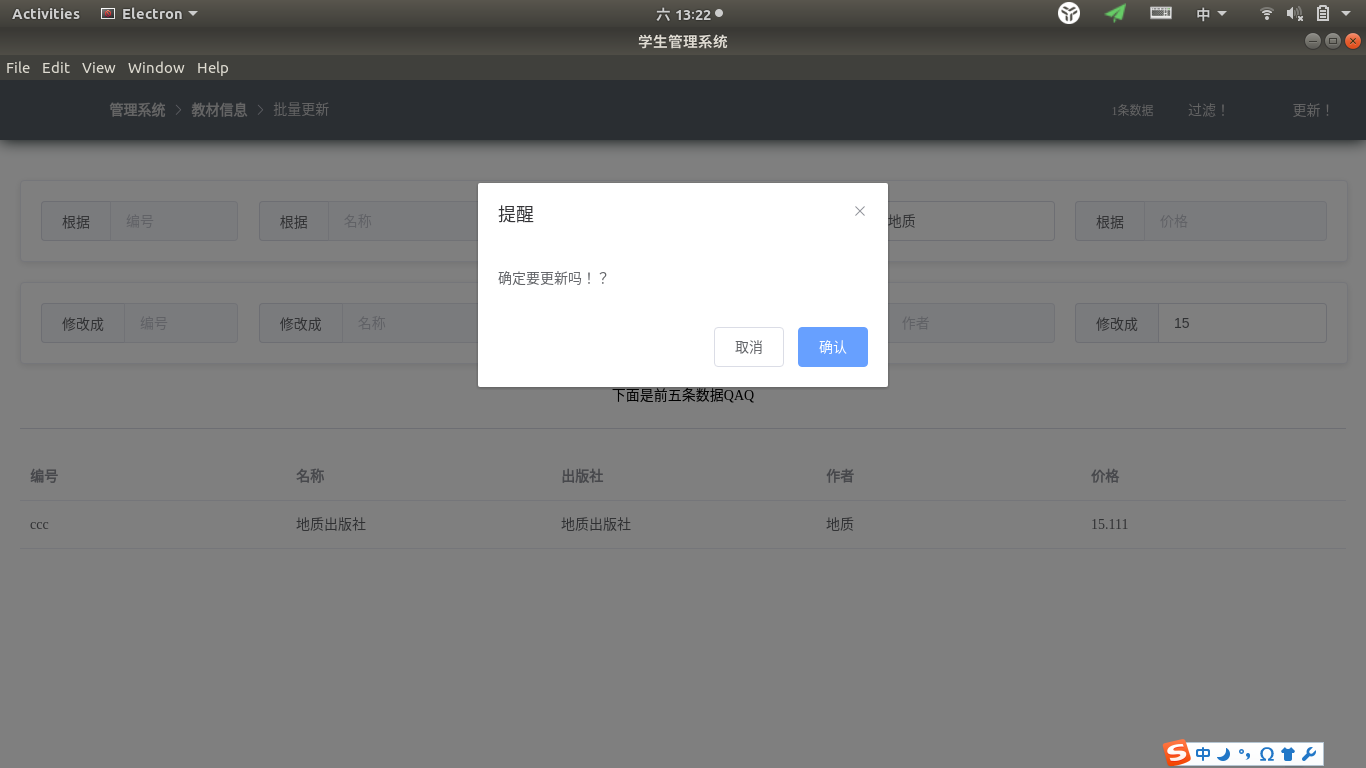 Activities Electron 六 13:22 中
学生管理系统
File Edit View Window Help
管理系统 教材信息 批量更新 1条数据 过滤！ 更新！
提醒
根据 编号 根据 名称 地质 根据 价格
确定要更新吗！？
修改成 编号 修改成 名称 作者 修改成 15
取消 确认
下面是前五条数据QAQ
编号 名称 出版社 作者 价格
ccc 地质出版社 地质出版社 地质 15.111
S 中